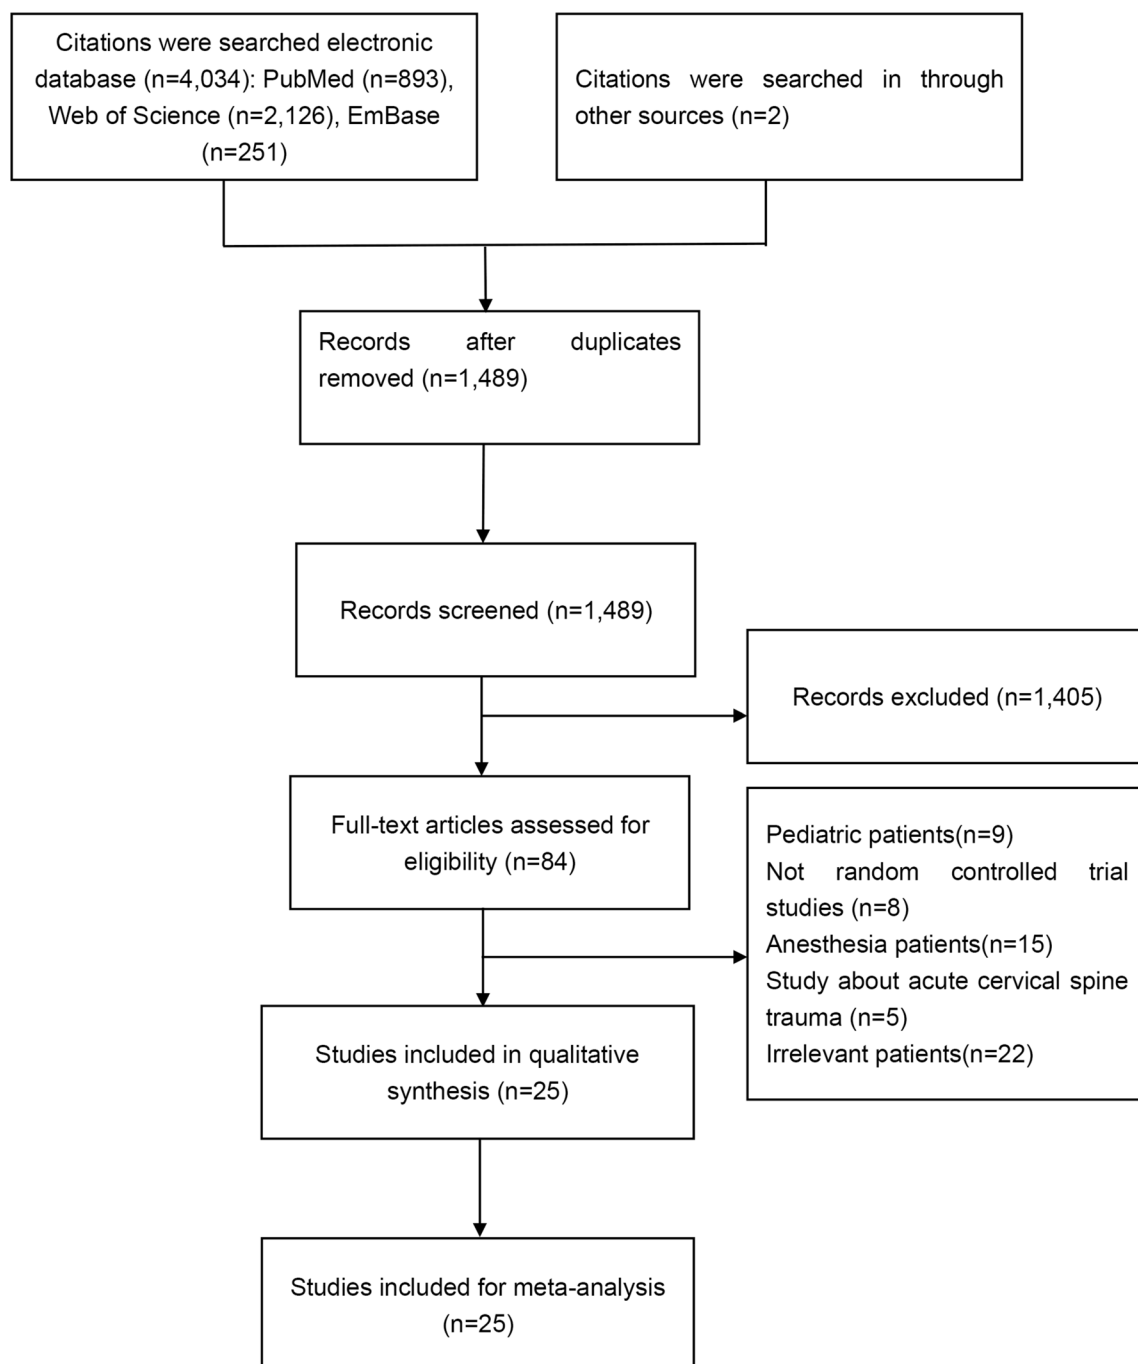 Citations were searched electronic
database (n=4,034): PubMed (n=893),
Web of Science (n=2,126), EmBase
(n=251)
Citations were searched in through
other sources (n=2)
Records after duplicates
removed (n=1,489)
Records screened (n=1,489)
Records excluded (n=1,405)
Full-text articles assessed for
eligibility (n=84)
Pediatric patients(n=9)
Not random controlled trial
studies (n=8)
Anesthesia patients(n=15)
Study about acute cervical spine
trauma (n=5)
Irrelevant patients(n=22)
Studies included in qualitative
synthesis (n=25)
Studies included for meta-analysis
(n=25)